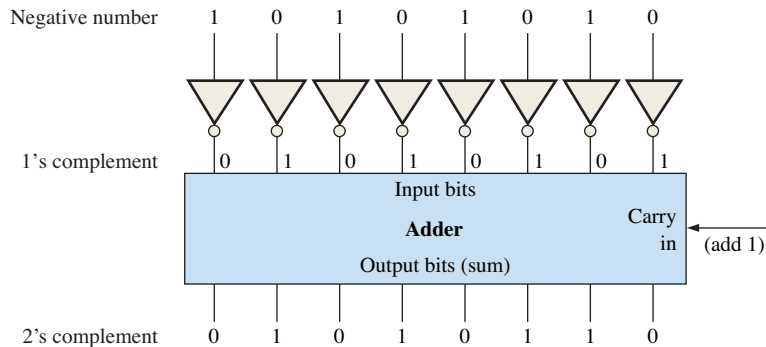 Negative number 1 0 1 0 1 0 1 0
1's complement 0 1 0 1 0 1 0 1
Input bits
Carry
Adder
in
(add 1)
Output bits (sum)
2's complement 0 1 0 1 0 1 1 0